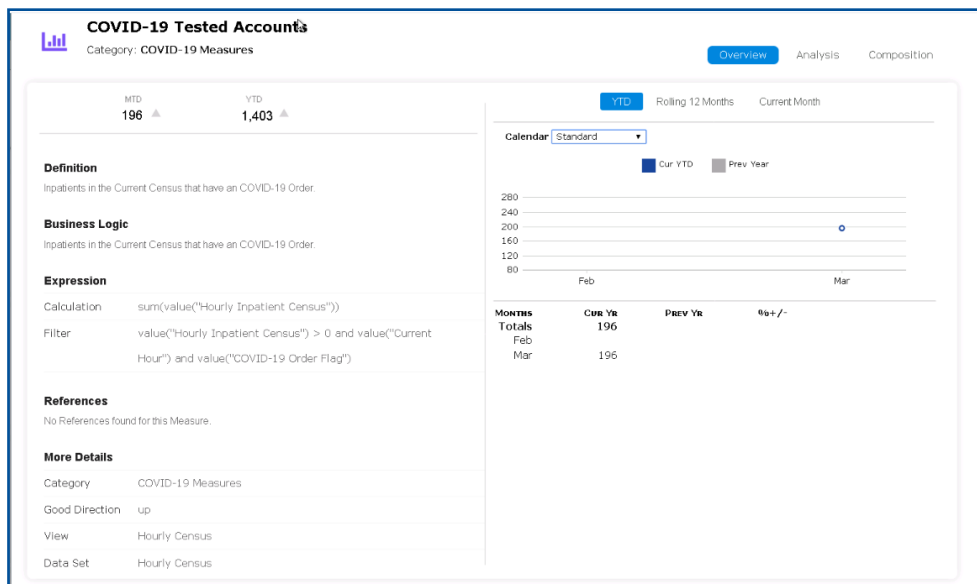 COVID-19 Tested Accounts
Category: COVID-19 Measures
Overview Analysis Composition
MTD YTD
196 1,403
Definition
Inpatients in the Current Census that have an COVID-19 Order.
Business Logic
Inpatients in the Current Census that have an COVID-19 Order.
Expression
Calculation sum(value("Hourly Inpatient Census"))
Filter value("Hourly Inpatient Census") > 0 and value("Current
Hour") and value("COVID-19 Order Flag")
References
No References found for this Measure.
More Details
Category COVID-19 Measures
Good Direction up
View Hourly Census
Data Set Hourly Census
YTD Rolling 12 Months Current Month
Calendar Standard
Cur YTD Prev Year
280
240
200
160
120
80
Feb Mar
Months Cur Yr Prev Yr %+/-
Totals 196
Feb
Mar 196